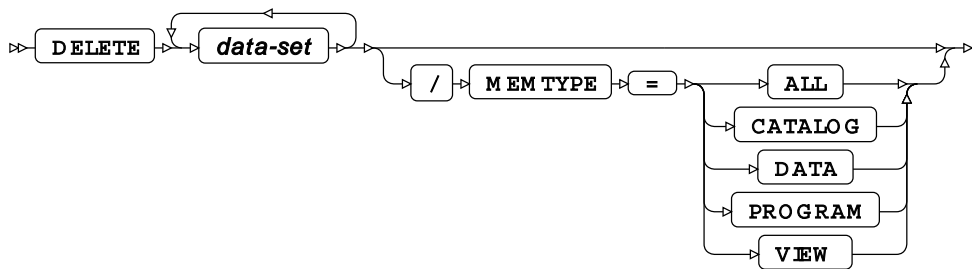 DELETE data-set
/ MEMTYPE = ALL
CATALOG
DATA
PROGRAM
VIEW